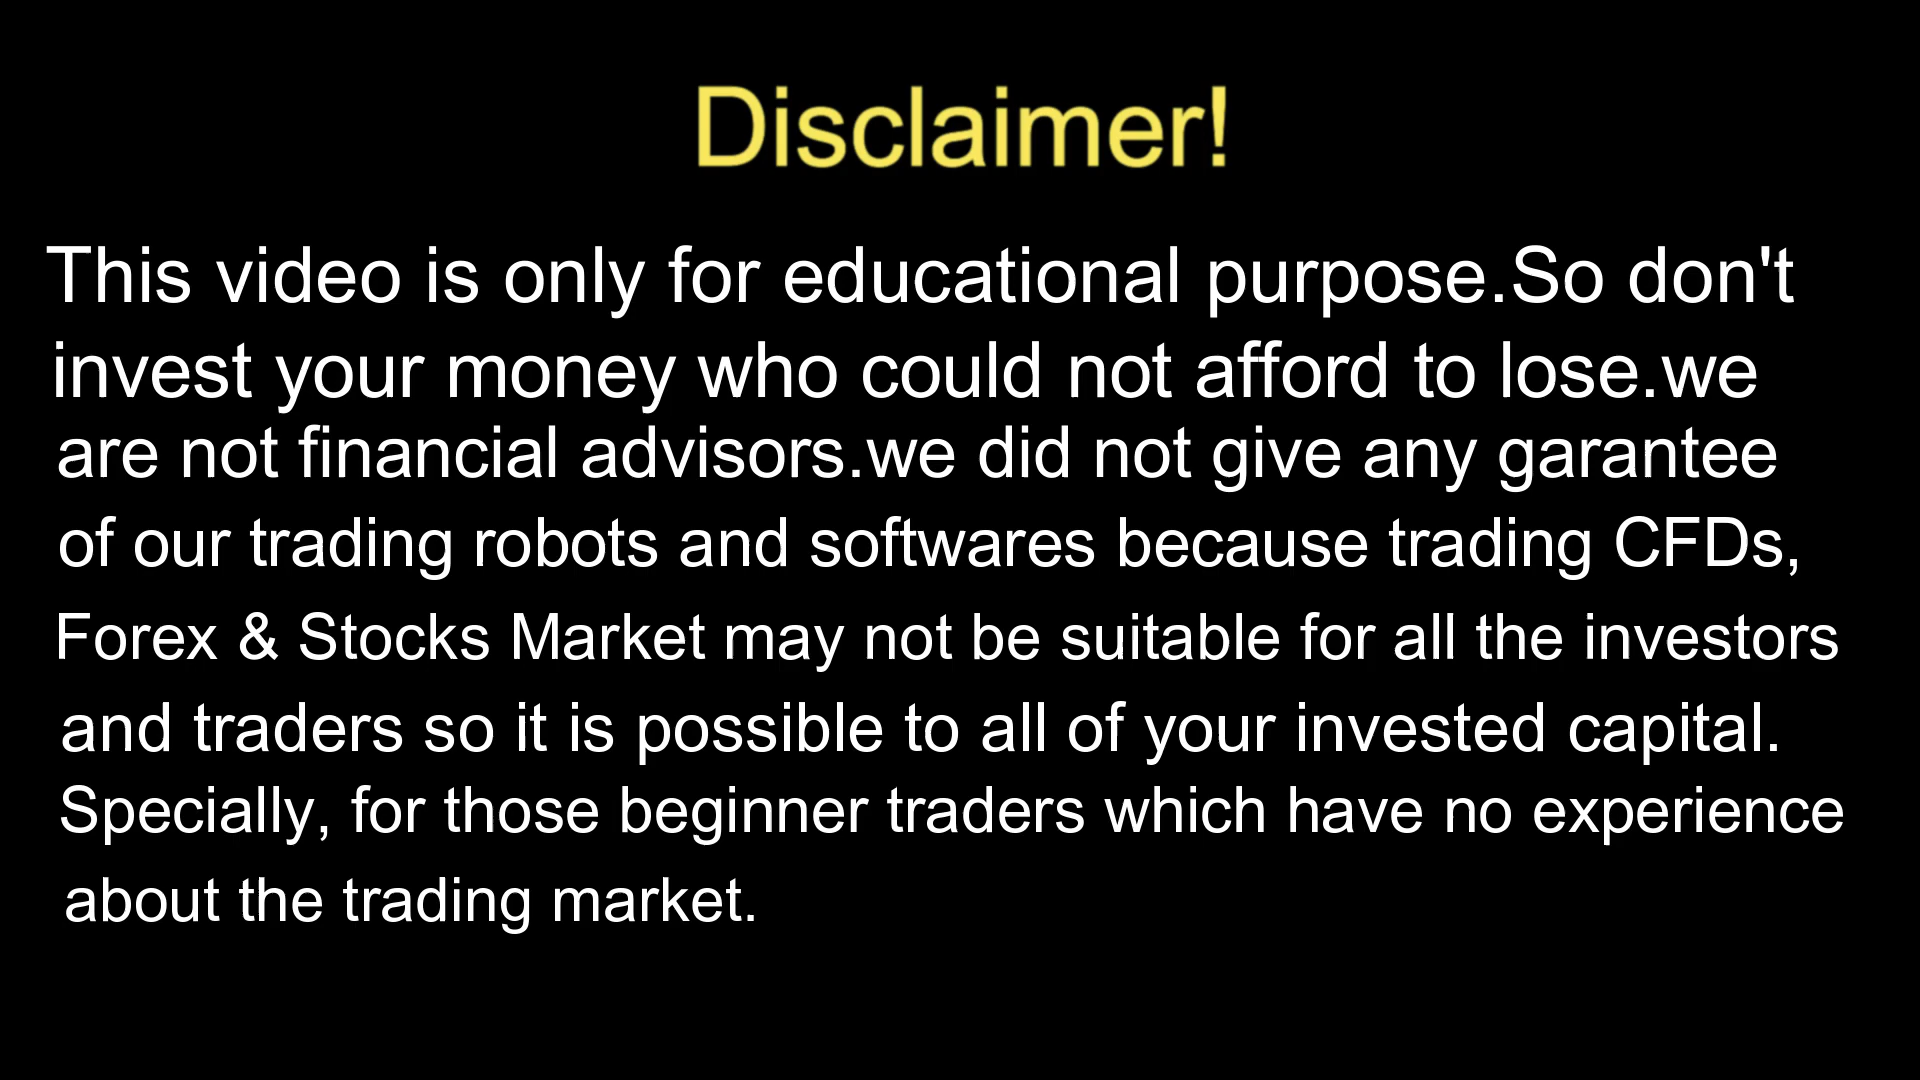 Disclaimer!
This video is only for educational purpose.So don't
invest your money who could not afford to lose.we
are not financial advisors.we did not give any garantee
of our trading robots and softwares because trading CFDs,
Forex & Stocks Market may not be suitable for all the investors
and traders so it is possible to all of your invested capital.
Specially, for those beginner traders which have no experience
about the trading market.